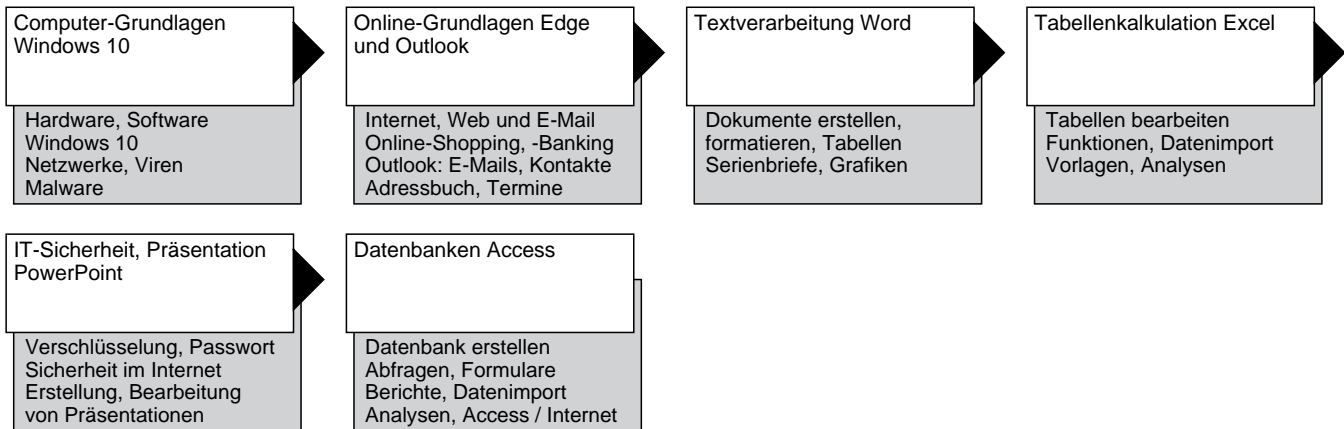 Computer-Grundlagen
Windows 10
Hardware, Software
Windows 10
Netzwerke, Viren
Malware
Online-Grundlagen Edge
und Outlook
Internet, Web und E-Mail
Online-Shopping, -Banking
Outlook: E-Mails, Kontakte
Adressbuch, Termine
Textverarbeitung Word
Dokumente erstellen,
formatieren, Tabellen
Serienbriefe, Grafiken
Tabellenkalkulation Excel
Tabellen bearbeiten
Funktionen, Datenimport
Vorlagen, Analysen
IT-Sicherheit, Präsentation
PowerPoint
Verschlüsselung, Passwort
Sicherheit im Internet
Erstellung, Bearbeitung
von Präsentationen
Datenbanken Access
Datenbank erstellen
Abfragen, Formulare
Berichte, Datenimport
Analysen, Access / Internet